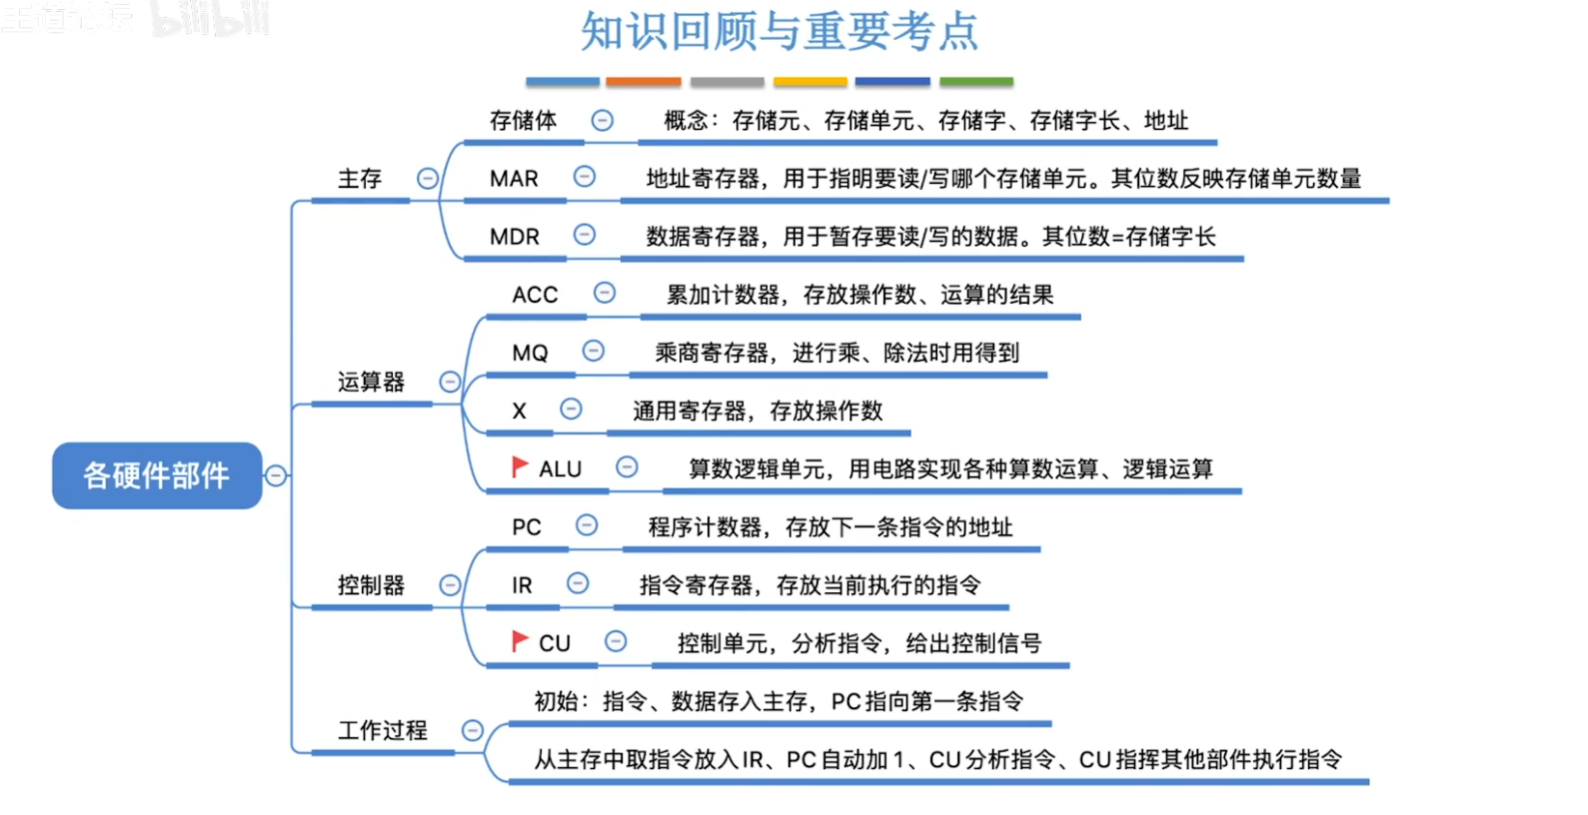 王道论坛 bilibili
知识回顾与重要考点
各硬件部件
主存
存储体
概念：存储元、存储单元、存储字、存储字长、地址
MAR
地址寄存器，用于指明要读/写哪个存储单元。其位数反映存储单元数量
MDR
数据寄存器，用于暂存要读/写的数据。其位数=存储字长
运算器
ACC
累加计数器，存放操作数、运算的结果
MQ
乘商寄存器，进行乘、除法时用得到
X
通用寄存器，存放操作数
ALU
算数逻辑单元，用电路实现各种算数运算、逻辑运算
控制器
PC
程序计数器，存放下一条指令的地址
IR
指令寄存器，存放当前执行的指令
CU
控制单元，分析指令，给出控制信号
工作过程
初始：指令、数据存入主存，PC指向第一条指令
从主存中取指令放入IR、PC自动加1、CU分析指令、CU指挥其他部件执行指令